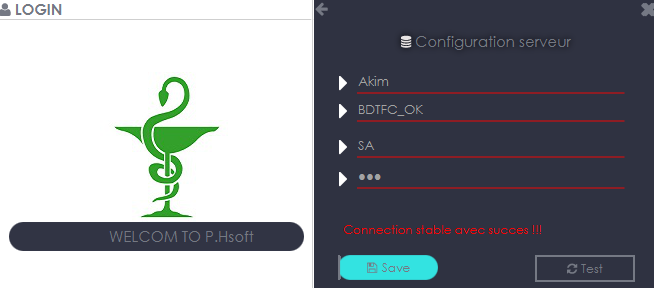 LOGIN
WELCOM TO P.Hsoft
Configuration serveur
Akim
BDTFC_OK
SA
●●●
Connection stable avec succes !!!
Save
Test